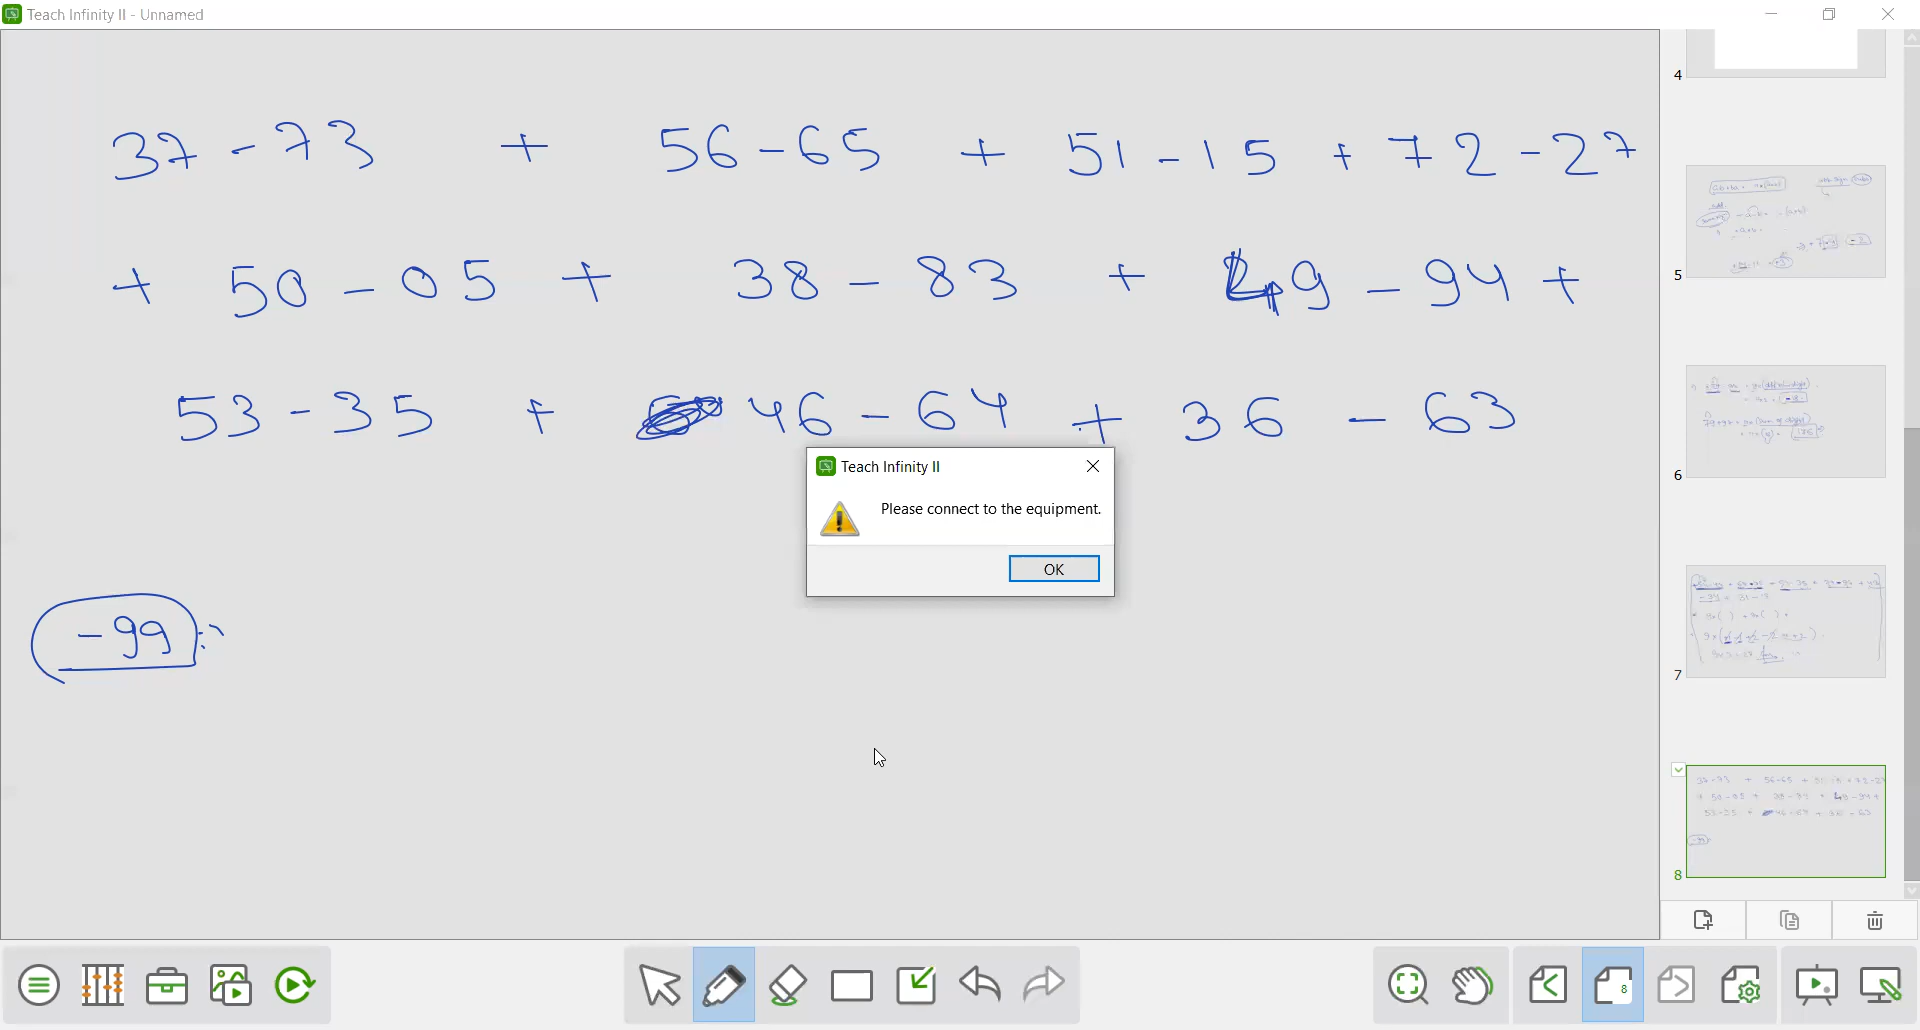 Teach Infinity II - Unnamed
37 - 73 + 56 - 65 + 51 - 15 + 72 - 27
+ 50 - 05 + 38 - 83 + 49 - 94 +
53 - 35 + 46 - 64 + 36 - 63
Teach Infinity II
Please connect to the equipment.
OK
- 99
4
5
6
7
8
8